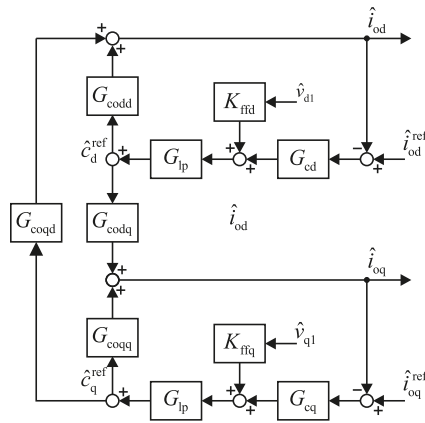 î_od
G_codd
K_ffd
v̂_d1
ĉ_d^ref
G_lp
G_cd
î_od^ref
G_coqd
G_codq
î_od
î_oq
G_coqq
K_ffq
v̂_q1
ĉ_q^ref
G_lp
G_cq
î_oq^ref